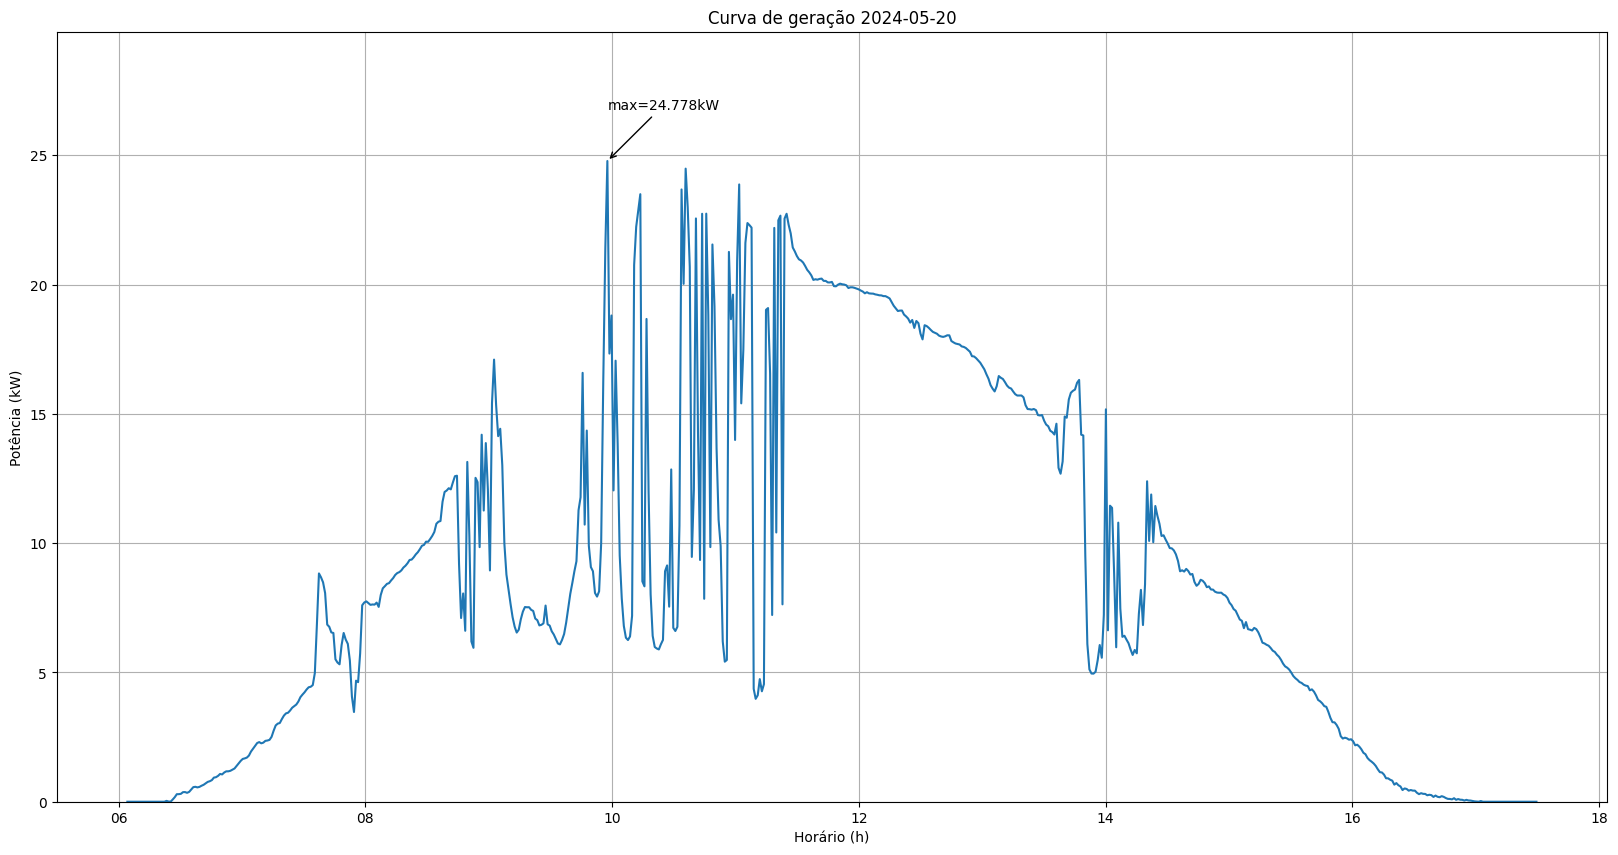 Curva de geração 2024-05-20
max=24.778kW
25
20
15
10
5
0
Potência (kW)
06 08 10 12 14 16 18
Horário (h)